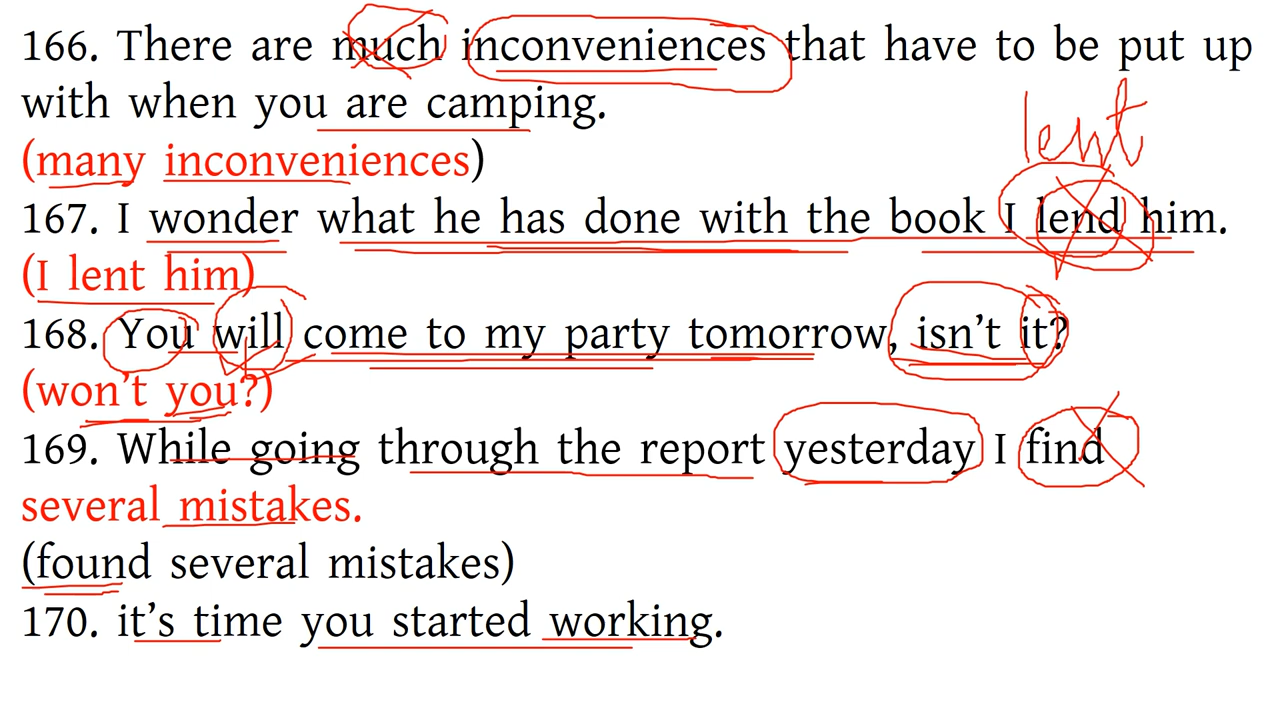 166. There are much inconveniences that have to be put up
with when you are camping.
lent
(many inconveniences)
167. I wonder what he has done with the book I lend him.
(I lent him)
168. You will come to my party tomorrow, isn't it?
(won't you?)
169. While going through the report yesterday I find
several mistakes.
(found several mistakes)
170. it's time you started working.